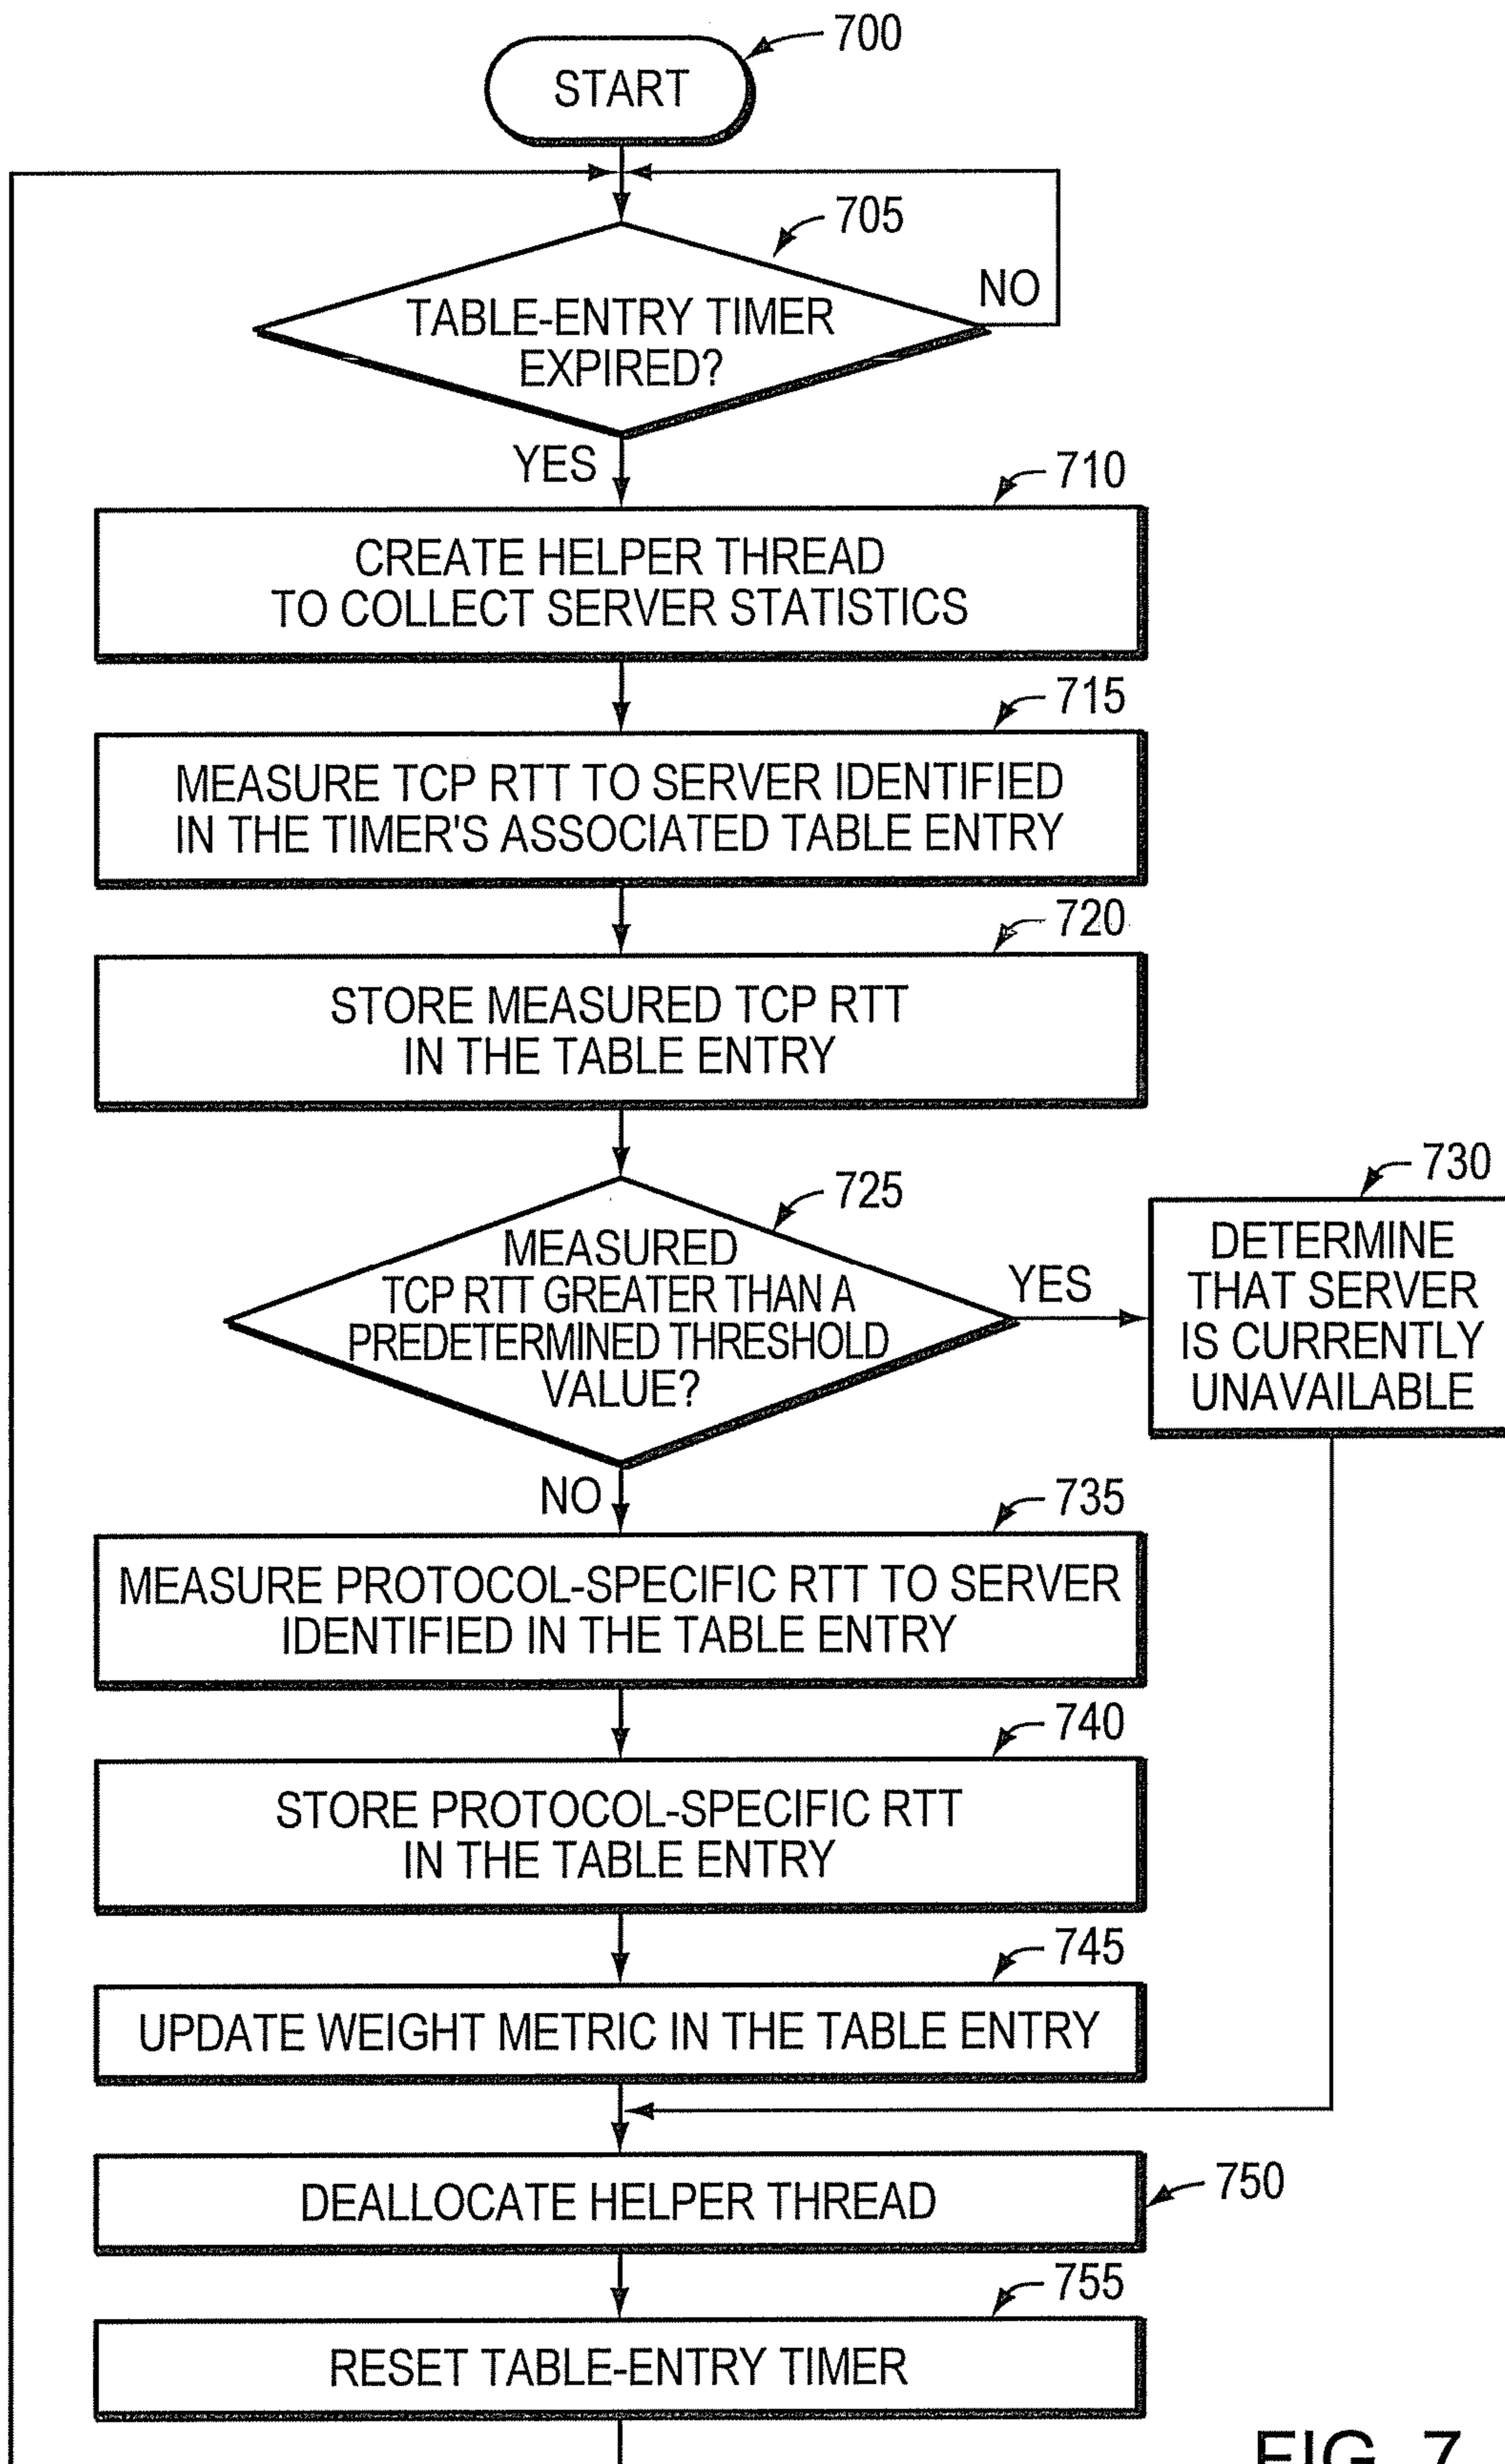 700
START
705
NO
TABLE-ENTRY TIMER
EXPIRED?
YES
710
CREATE HELPER THREAD
TO COLLECT SERVER STATISTICS
715
MEASURE TCP RTT TO SERVER IDENTIFIED
IN THE TIMER'S ASSOCIATED TABLE ENTRY
720
STORE MEASURED TCP RTT
IN THE TABLE ENTRY
725
MEASURED
TCP RTT GREATER THAN A
PREDETERMINED THRESHOLD
VALUE?
YES
730
DETERMINE
THAT SERVER
IS CURRENTLY
UNAVAILABLE
NO
735
MEASURE PROTOCOL-SPECIFIC RTT TO SERVER
IDENTIFIED IN THE TABLE ENTRY
740
STORE PROTOCOL-SPECIFIC RTT
IN THE TABLE ENTRY
745
UPDATE WEIGHT METRIC IN THE TABLE ENTRY
DEALLOCATE HELPER THREAD
750
755
RESET TABLE-ENTRY TIMER
FIG. 7